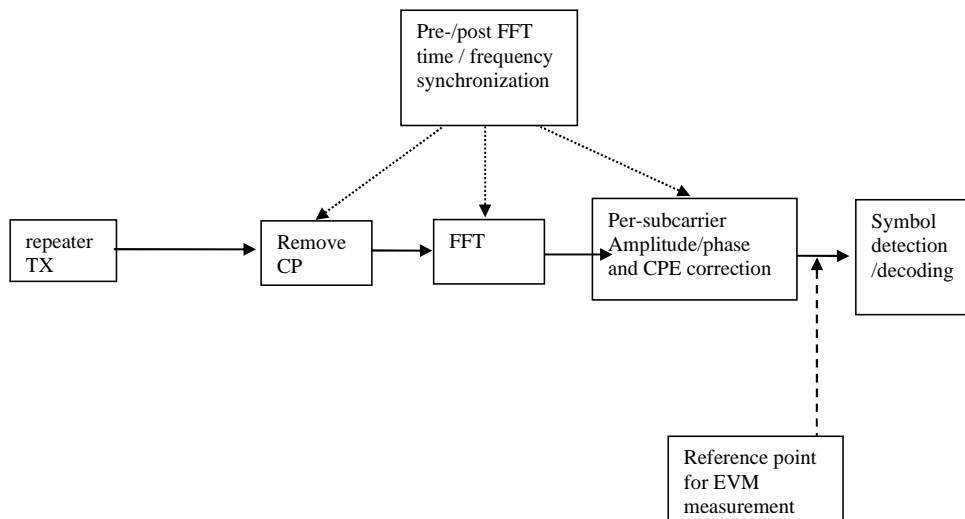 Pre-/post FFT
time / frequency
synchronization
repeater
TX
Remove
CP
FFT
Per-subcarrier
Amplitude/phase
and CPE correction
Symbol
detection
/decoding
Reference point
for EVM
measurement